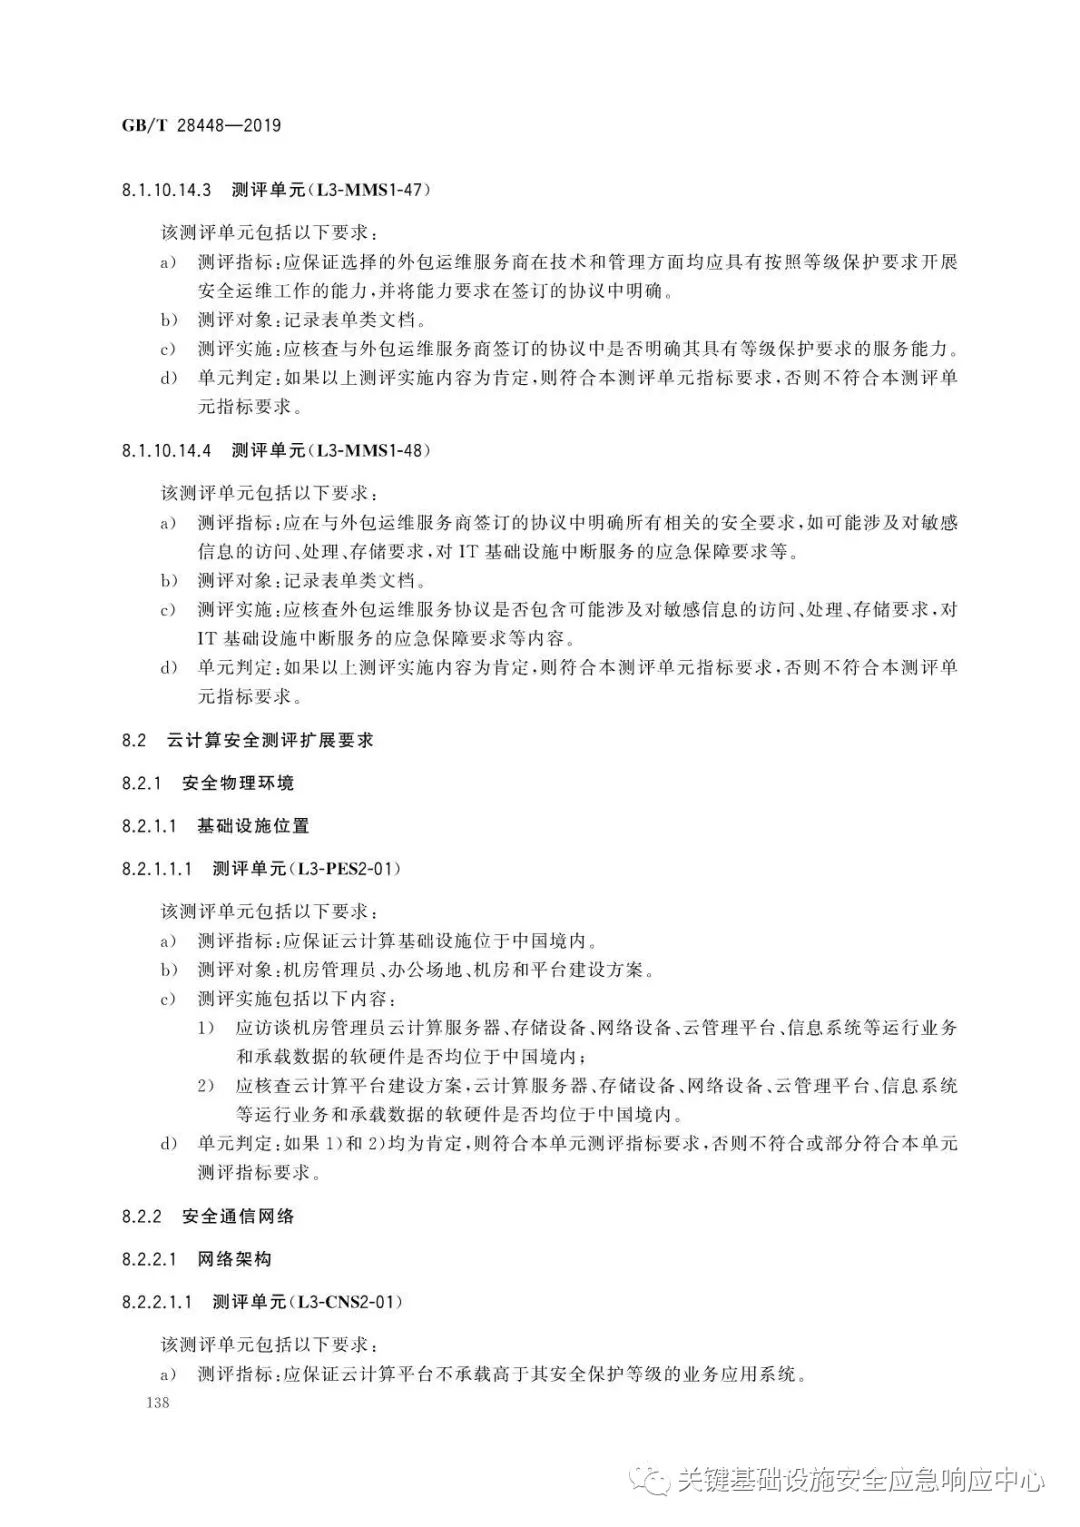 GB/T 28448—2019
8.1.10.14.3 测评单元(L3-MMS1-47)
该测评单元包括以下要求:
a) 测评指标:应保证选择的外包运维服务商在技术和管理方面均应具有按照等级保护要求开展
安全运维工作的能力,并将能力要求在签订的协议中明确。
b) 测评对象:记录表单类文档。
c) 测评实施:应核查与外包运维服务商签订的协议中是否明确其具有等级保护要求的服务能力。
d) 单元判定:如果以上测评实施内容为肯定,则符合本测评单元指标要求,否则不符合本测评单
元指标要求。
8.1.10.14.4 测评单元(L3-MMS1-48)
该测评单元包括以下要求:
a) 测评指标:应在与外包运维服务商签订的协议中明确所有相关的安全要求,如可能涉及对敏感
信息的访问、处理、存储要求,对 IT 基础设施中断服务的应急保障要求等。
b) 测评对象:记录表单类文档。
c) 测评实施:应核查外包运维服务协议是否包含可能涉及对敏感信息的访问、处理、存储要求,对
IT 基础设施中断服务的应急保障要求等内容。
d) 单元判定:如果以上测评实施内容为肯定,则符合本测评单元指标要求,否则不符合本测评单
元指标要求。
8.2 云计算安全测评扩展要求
8.2.1 安全物理环境
8.2.1.1 基础设施位置
8.2.1.1.1 测评单元(L3-PES2-01)
该测评单元包括以下要求:
a) 测评指标:应保证云计算基础设施位于中国境内。
b) 测评对象:机房管理员、办公场地、机房和平台建设方案。
c) 测评实施包括以下内容:
1) 应访谈机房管理员云计算服务器、存储设备、网络设备、云管理平台、信息系统等运行业务
和承载数据的软硬件是否均位于中国境内;
2) 应核查云计算平台建设方案,云计算服务器、存储设备、网络设备、云管理平台、信息系统
等运行业务和承载数据的软硬件是否均位于中国境内。
d) 单元判定:如果 1)和 2)均为肯定,则符合本单元测评指标要求,否则不符合或部分符合本单元
测评指标要求。
8.2.2 安全通信网络
8.2.2.1 网络架构
8.2.2.1.1 测评单元(L3-CNS2-01)
该测评单元包括以下要求:
a) 测评指标:应保证云计算平台不承载高于其安全保护等级的业务应用系统。
138
关键基础设施安全应急响应中心